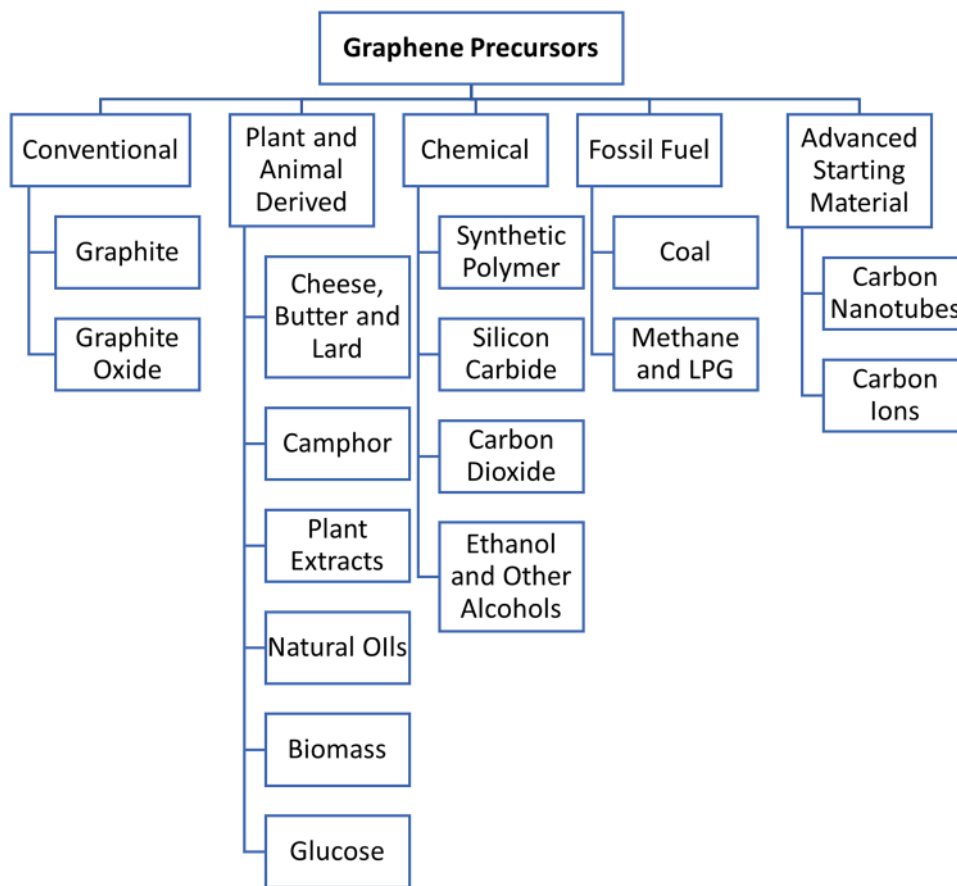 Graphene Precursors
Conventional
Graphite
Graphite
Oxide
Plant and
Animal
Derived
Cheese,
Butter and
Lard
Camphor
Plant
Extracts
Natural OIls
Biomass
Glucose
Chemical
Synthetic
Polymer
Silicon
Carbide
Carbon
Dioxide
Ethanol
and Other
Alcohols
Fossil Fuel
Coal
Methane
and LPG
Advanced
Starting
Material
Carbon
Nanotubes
Carbon
Ions